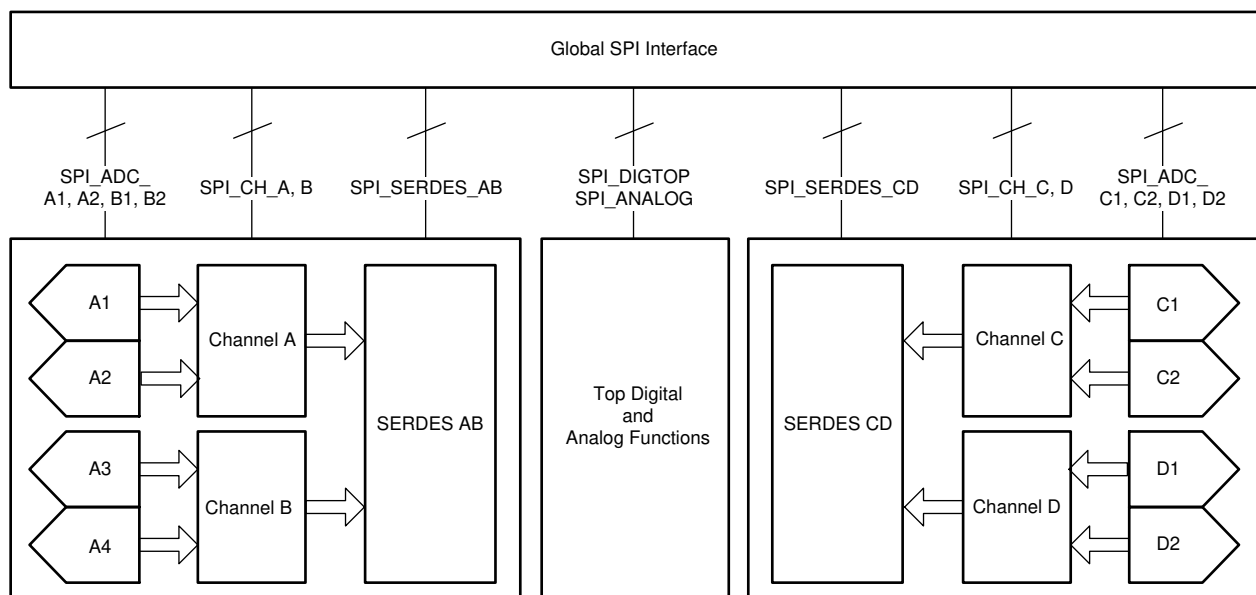 Global SPI Interface
SPI_ADC_
A1, A2, B1, B2
SPI_CH_A, B
SPI_SERDES_AB
SPI_DIGTOP
SPI_ANALOG
SPI_SERDES_CD
SPI_CH_C, D
SPI_ADC_
C1, C2, D1, D2
A1
A2
A3
A4
Channel A
Channel B
SERDES AB
Top Digital
and
Analog Functions
SERDES CD
Channel C
Channel D
C1
C2
D1
D2